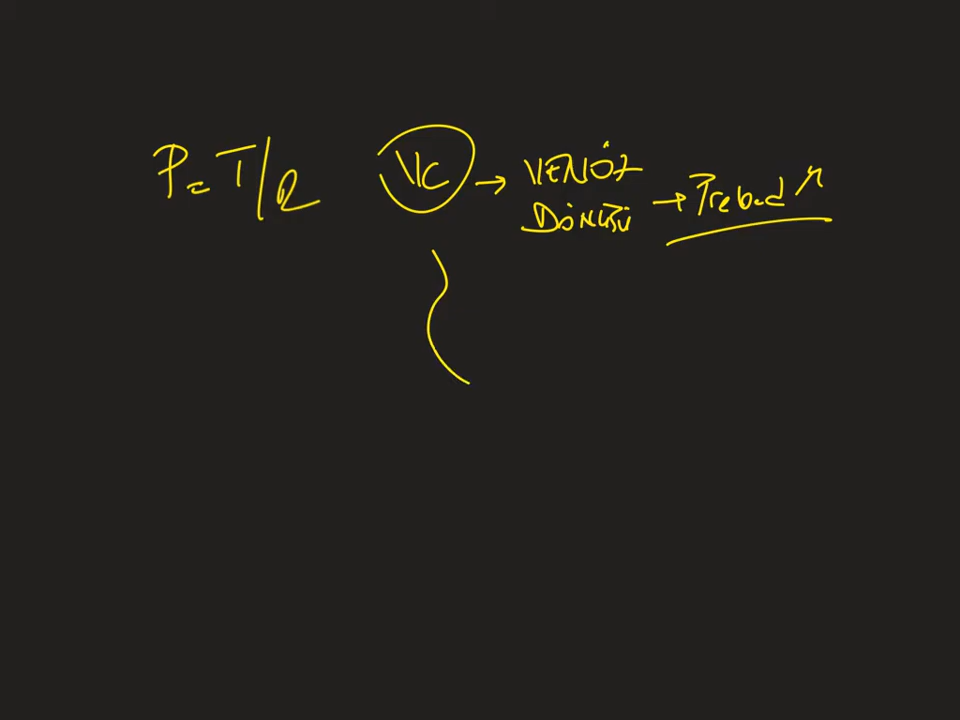 P = T/R VC → VENÖZ DÖNÜŞÜ → Preload ↑